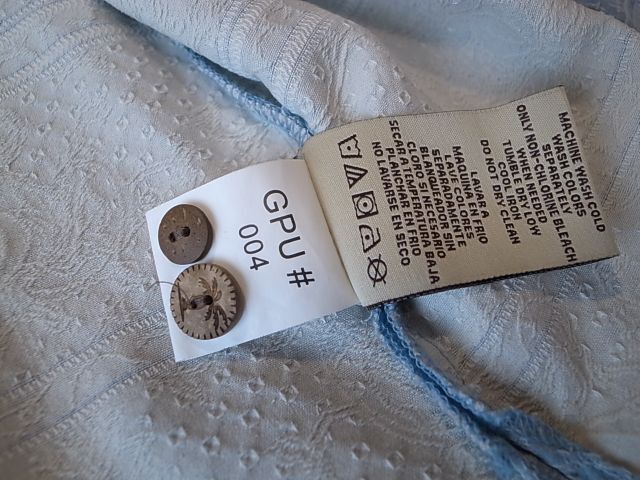 GPU #
004
MACHINE WASH COLD
WASH COLORS
SEPARATELY
ONLY NON-CHLORINE BLEACH
WHEN NEEDED
TUMBLE DRY LOW
COOL IRON
DO NOT DRY CLEAN
LAVAR A
MAQUINA EN FRIO
LAVE COLORES
SEPARADAMENTE
BLANQUEADOR SIN
CLORO SI NECESARIO
SECAR A TEMPERATURA BAJA
PLANCHAR EN FRIO
NO LAVARSE EN SECO